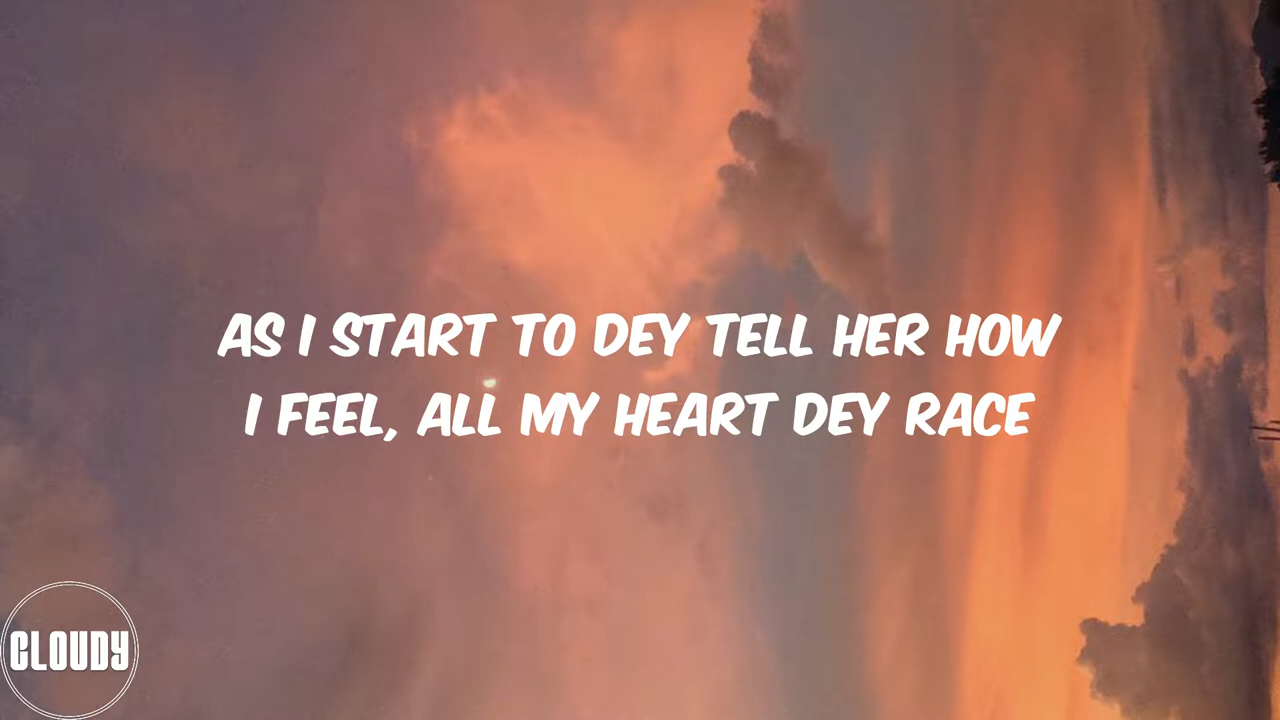 AS I START TO DEY TELL HER HOW
I FEEL, ALL MY HEART DEY RACE
CLOUDY